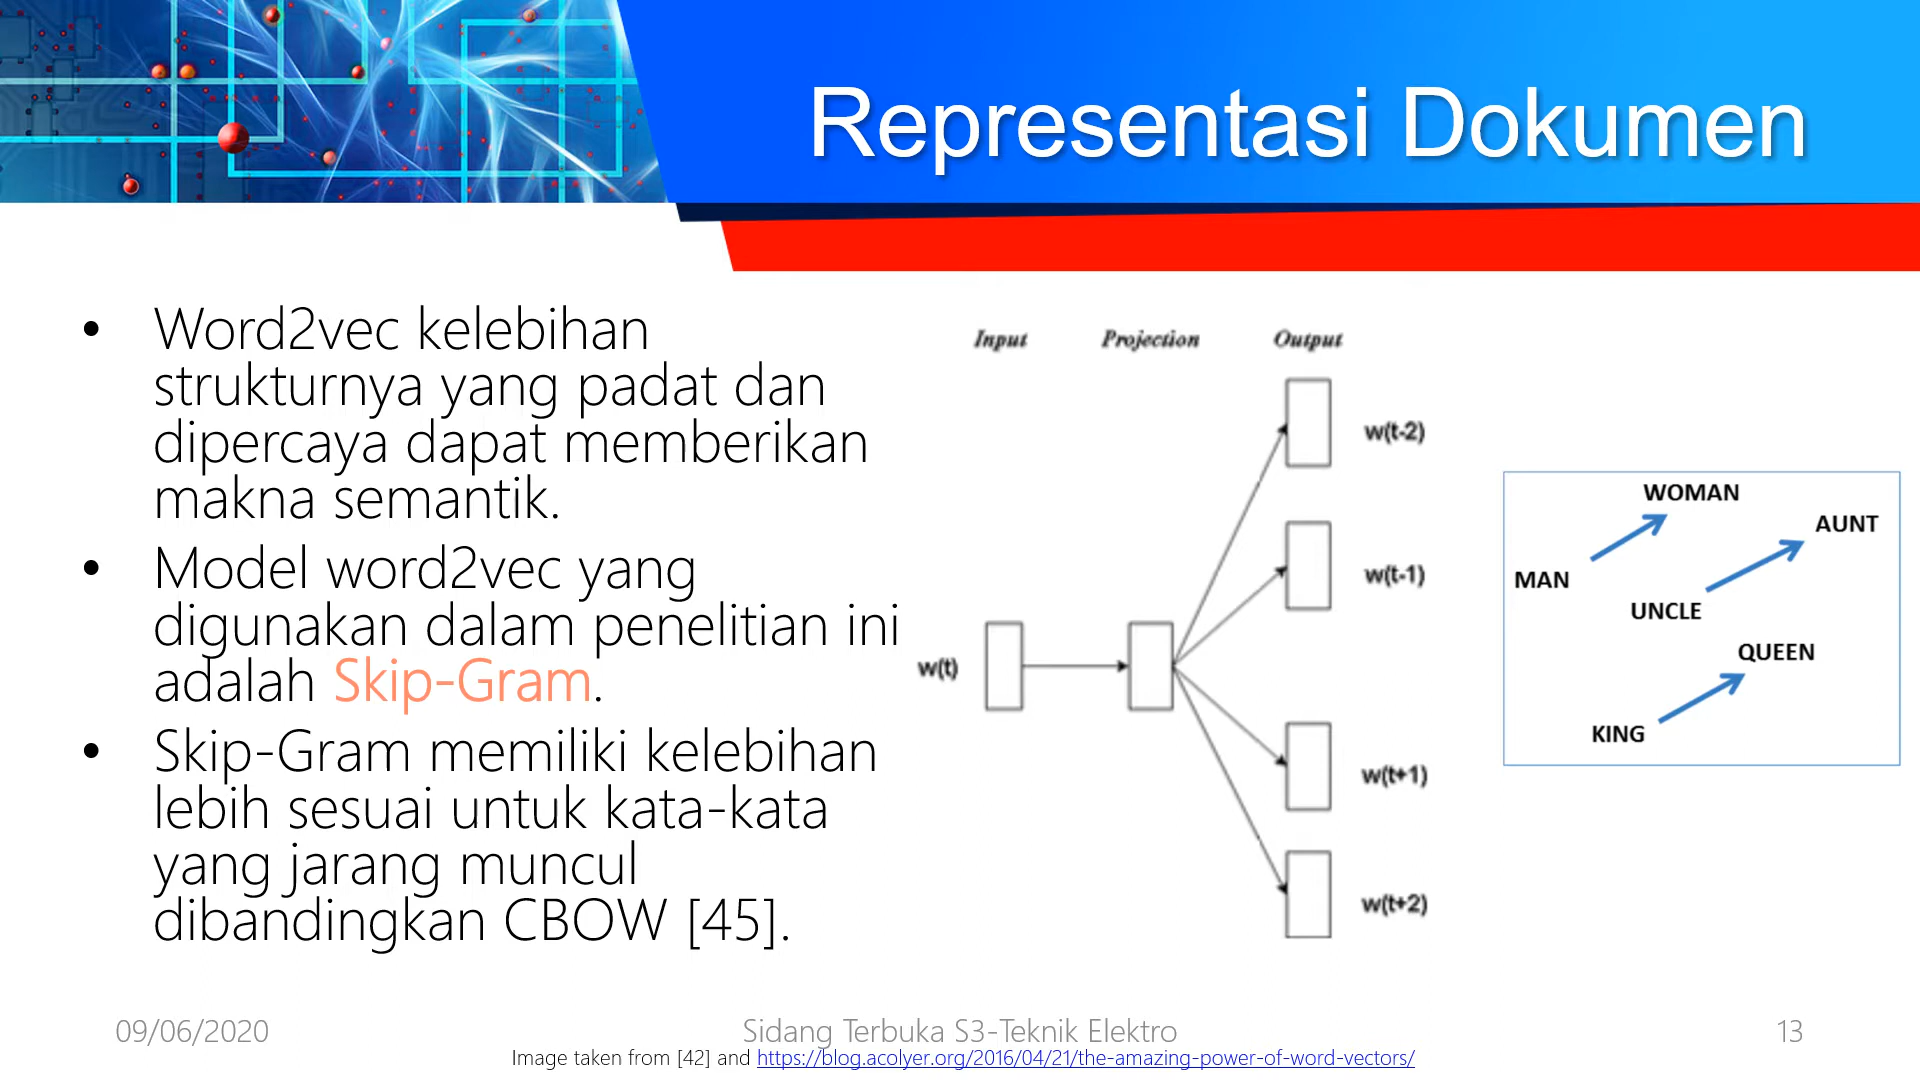 Representasi Dokumen
• Word2vec kelebihan
strukturnya yang padat dan
dipercaya dapat memberikan
makna semantik.
• Model word2vec yang
digunakan dalam penelitian ini
adalah Skip-Gram.
• Skip-Gram memiliki kelebihan
lebih sesuai untuk kata-kata
yang jarang muncul
dibandingkan CBOW [45].
Input Projection Output
w(t-2)
w(t-1)
w(t)
w(t+1)
w(t+2)
WOMAN
AUNT
MAN
UNCLE
QUEEN
KING
09/06/2020 Sidang Terbuka S3-Teknik Elektro 13
Image taken from [42] and https://blog.acolyer.org/2016/04/21/the-amazing-power-of-word-vectors/